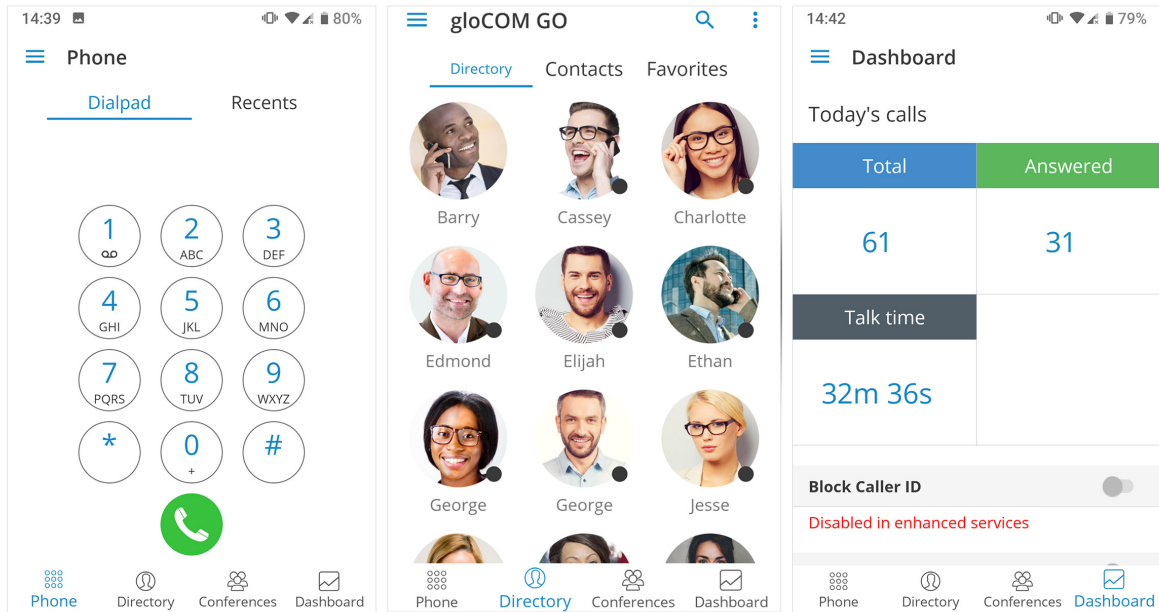 14:39
80%
Phone
Dialpad
Recents
1
2
ABC
3
DEF
4
GHI
5
JKL
6
MNO
7
PQRS
8
TUV
9
WXYZ
*
0
+
#
Phone
Directory
Conferences
Dashboard
gloCOM GO
Directory
Contacts
Favorites
Barry
Cassey
Charlotte
Edmond
Elijah
Ethan
George
George
Jesse
Phone
Directory
Conferences
Dashboard
14:42
79%
Dashboard
Today's calls
Total
Answered
61
31
Talk time
32m 36s
Block Caller ID
Disabled in enhanced services
Phone
Directory
Conferences
Dashboard